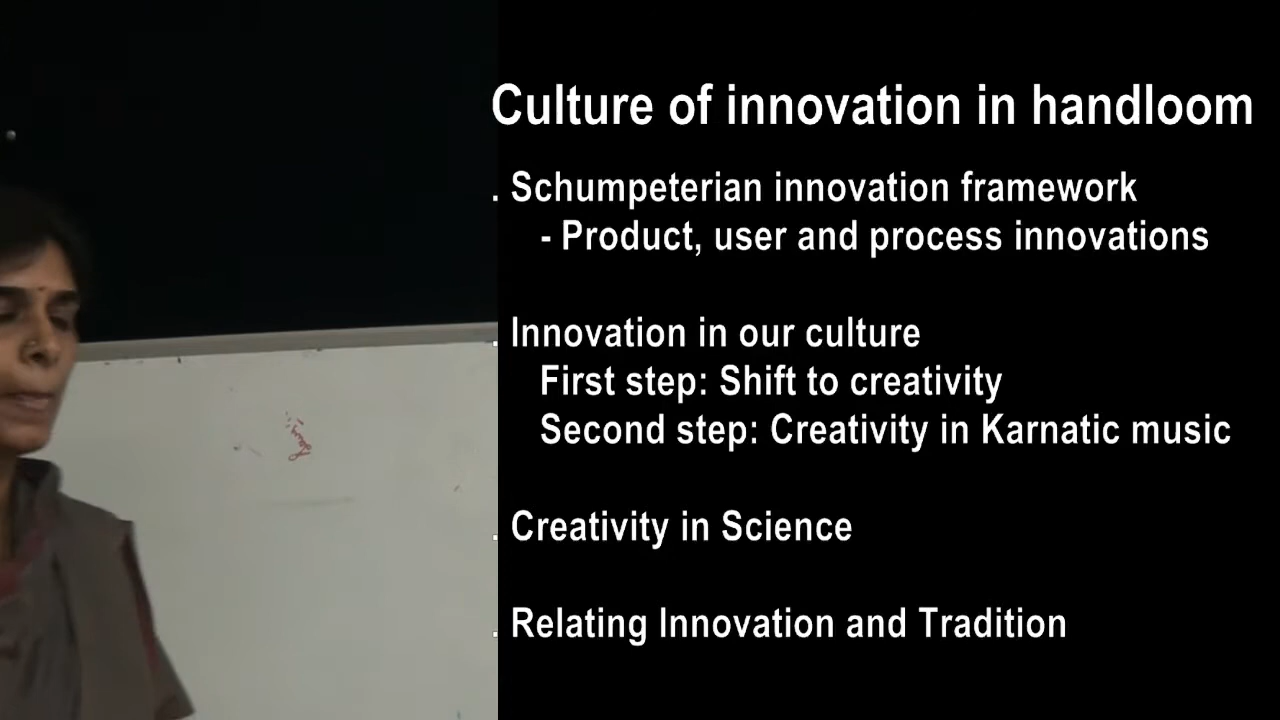 Culture of innovation in handloom
. Schumpeterian innovation framework
- Product, user and process innovations
. Innovation in our culture
First step: Shift to creativity
Second step: Creativity in Karnatic music
. Creativity in Science
. Relating Innovation and Tradition